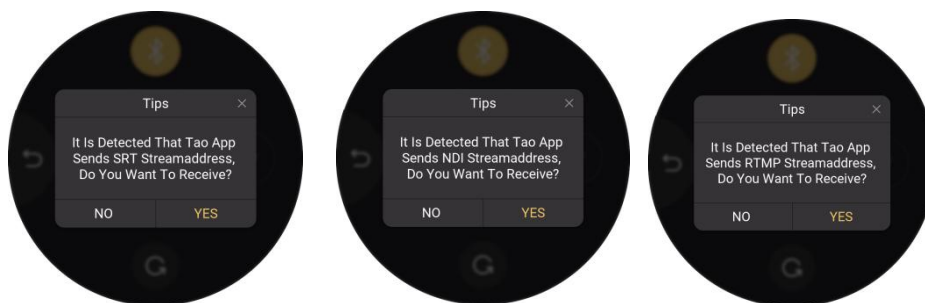 Tips
It Is Detected That Tao App
Sends SRT Streamaddress,
Do You Want To Receive?
NO
YES
Tips
It Is Detected That Tao App
Sends NDI Streamaddress,
Do You Want To Receive?
NO
YES
Tips
It Is Detected That Tao App
Sends RTMP Streamaddress,
Do You Want To Receive?
NO
YES